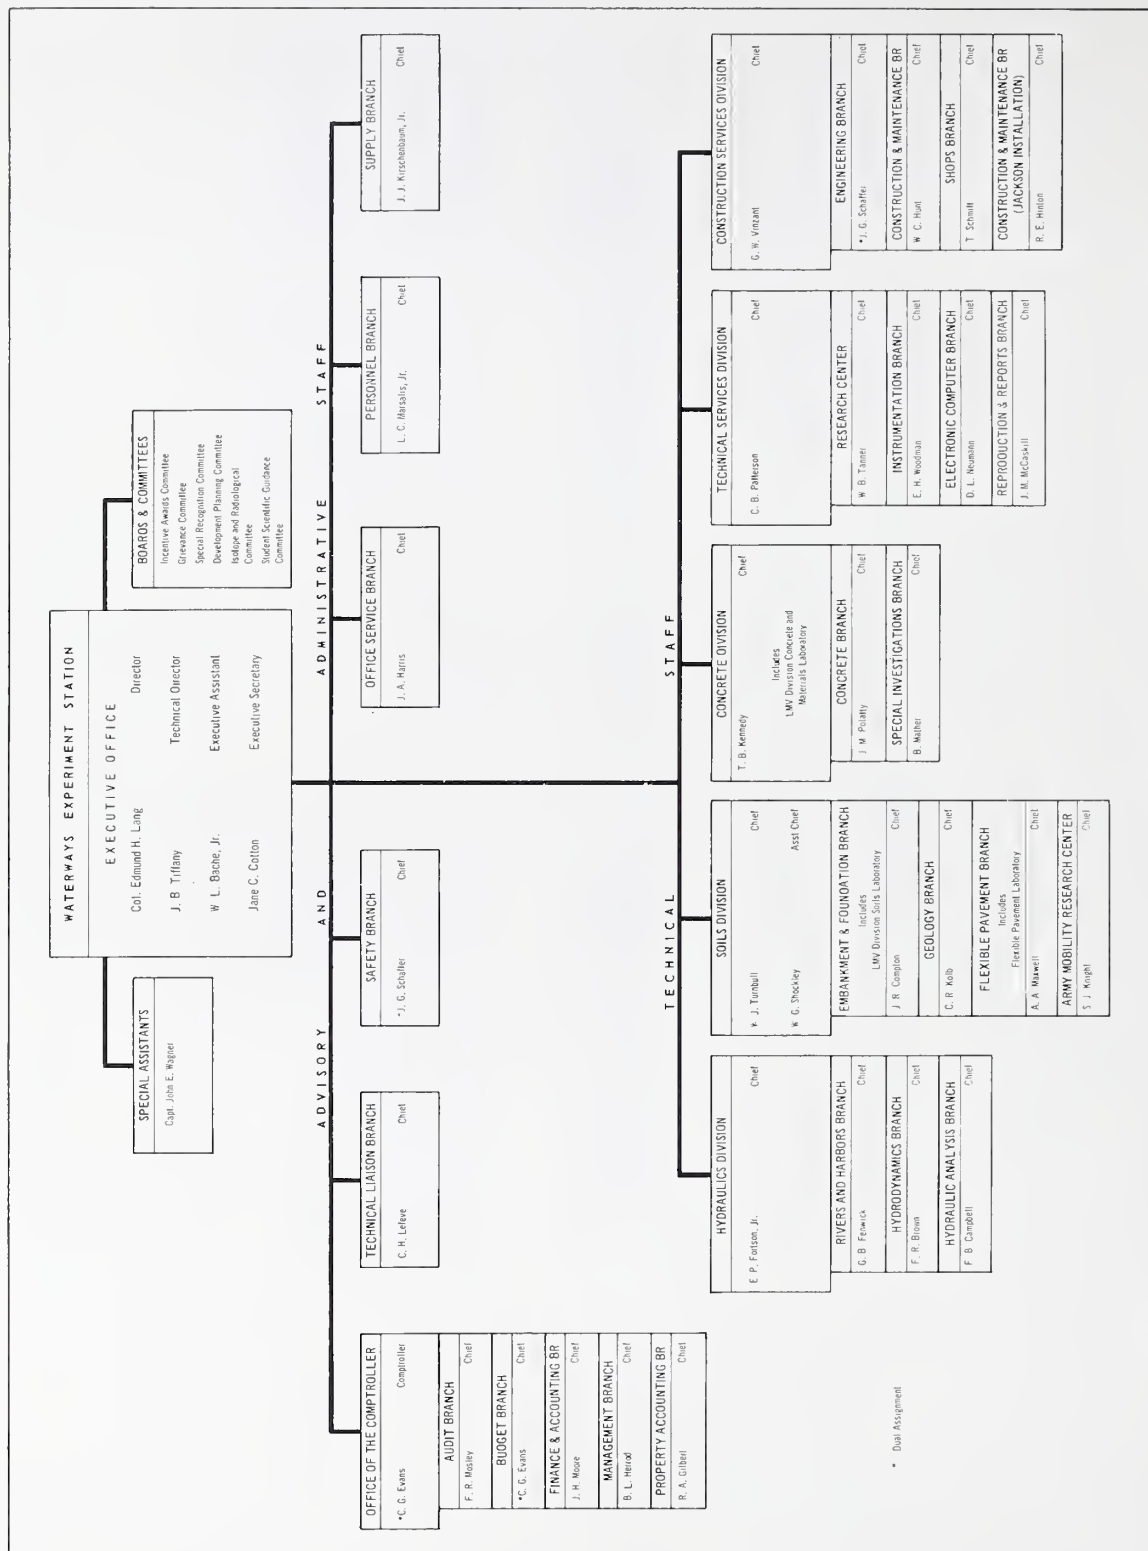 WATERWAYS EXPERIMENT STATION
EXECUTIVE OFFICE
Col. Edmund H. Lang Director
J. B Tiffany Technical Director
W L. Bache, Jr. Executive Assistant
Jane C. Cotton Executive Secretary
SPECIAL ASSISTANTS
Capt. John E. Wagner
BOARDS & COMMITTEES
Incentive Awards Committee
Grievance Committee
Special Recognition Committee
Development Planning Committee
Isotope and Radiological
Committee
Student Scientific Guidance
Committee
ADVISORY AND ADMINISTRATIVE STAFF
OFFICE OF THE COMPTROLLER
*C. G. Evans Comptroller
AUDIT BRANCH
F. R. Mosley Chief
BUDGET BRANCH
*C. G. Evans Chief
FINANCE & ACCOUNTING BR
J. H. Moore Chief
MANAGEMENT BRANCH
B. L. Herrod Chief
PROPERTY ACCOUNTING BR
R. A. Gilbert Chief
TECHNICAL LIAISON BRANCH
C. H. Lefeve Chief
SAFETY BRANCH
*J. G. Schaffer Chief
OFFICE SERVICE BRANCH
J. A. Harris Chief
PERSONNEL BRANCH
L. C. Marsalis, Jr. Chief
SUPPLY BRANCH
J. J. Kirschenbaum, Jr. Chief
TECHNICAL STAFF
HYDRAULICS DIVISION
E. P. Fortson, Jr. Chief
RIVERS AND HARBORS BRANCH
G. B Fenwick Chief
HYDRODYNAMICS BRANCH
F. R. Brown Chief
HYDRAULIC ANALYSIS BRANCH
F B Campbell Chief
SOILS DIVISION
W. J. Turnbull Chief
W G. Shockley Asst Chief
EMBANKMENT & FOUNDATION BRANCH
Includes
LMV Division Soils Laboratory
J R Compton Chief
GEOLOGY BRANCH
C. R Kolb Chief
FLEXIBLE PAVEMENT BRANCH
Includes
Flexible Pavement Laboratory
A. A Maxwell Chief
ARMY MOBILITY RESEARCH CENTER
S J Knight Chief
CONCRETE DIVISION
T. B. Kennedy Chief
Includes
LMV Division Concrete and
Materials Laboratory
CONCRETE BRANCH
J M Polatty Chief
SPECIAL INVESTIGATIONS BRANCH
B. Mather Chief
TECHNICAL SERVICES DIVISION
C. B. Patterson Chief
RESEARCH CENTER
W B. Tanner Chief
INSTRUMENTATION BRANCH
E. H. Woodman Chief
ELECTRONIC COMPUTER BRANCH
D. L. Neumann Chief
REPRODUCTION & REPORTS BRANCH
J. M. McCaskill Chief
CONSTRUCTION SERVICES DIVISION
G. W. Vinzant Chief
ENGINEERING BRANCH
*J. G. Schaffer Chief
CONSTRUCTION & MAINTENANCE BR
W C. Hunt Chief
SHOPS BRANCH
T Schmitt Chief
CONSTRUCTION & MAINTENANCE BR
(JACKSON INSTALLATION)
R. E. Hinton Chief
* Dual Assignment